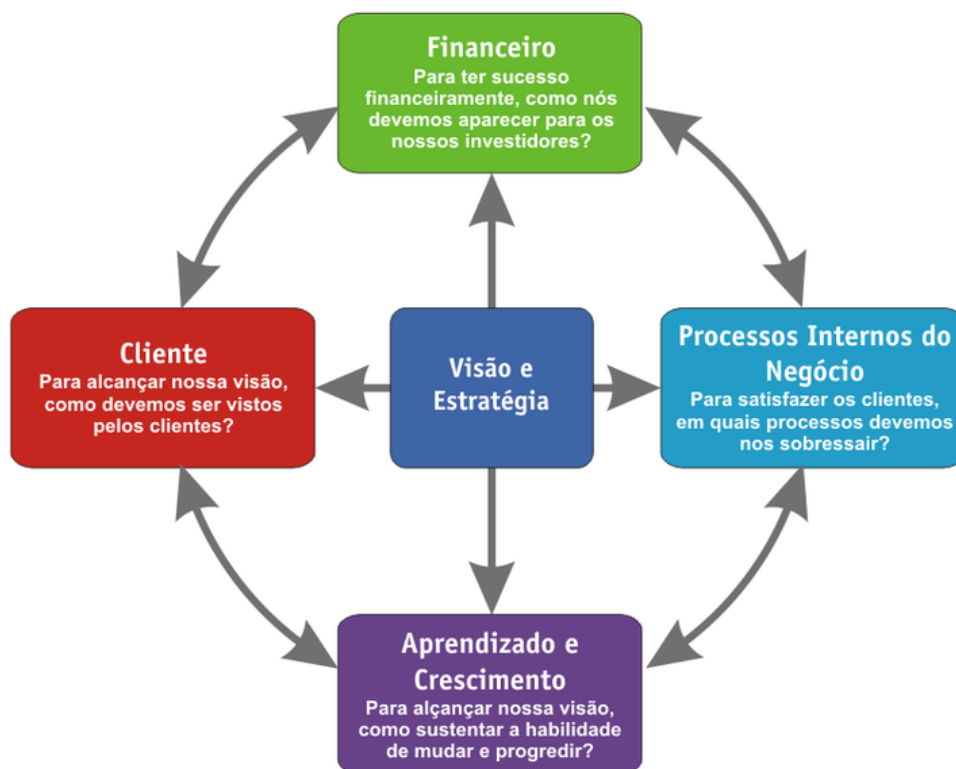 Financeiro
Para ter sucesso
financeiramente, como nós
devemos aparecer para os
nossos investidores?
Cliente
Para alcançar nossa visão,
como devemos ser vistos
pelos clientes?
Visão e
Estratégia
Processos Internos do
Negócio
Para satisfazer os clientes,
em quais processos devemos
nos sobressair?
Aprendizado e
Crescimento
Para alçançar nossa visão,
como sustentar a habilidade
de mudar e progredir?